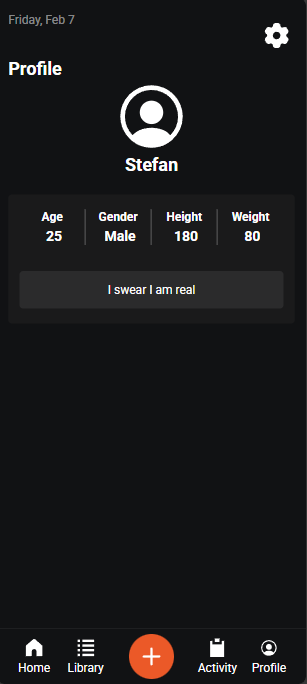 Friday, Feb 7
Profile
Stefan
Age Gender Height Weight
25 Male 180 80
I swear I am real
Home Library Activity Profile